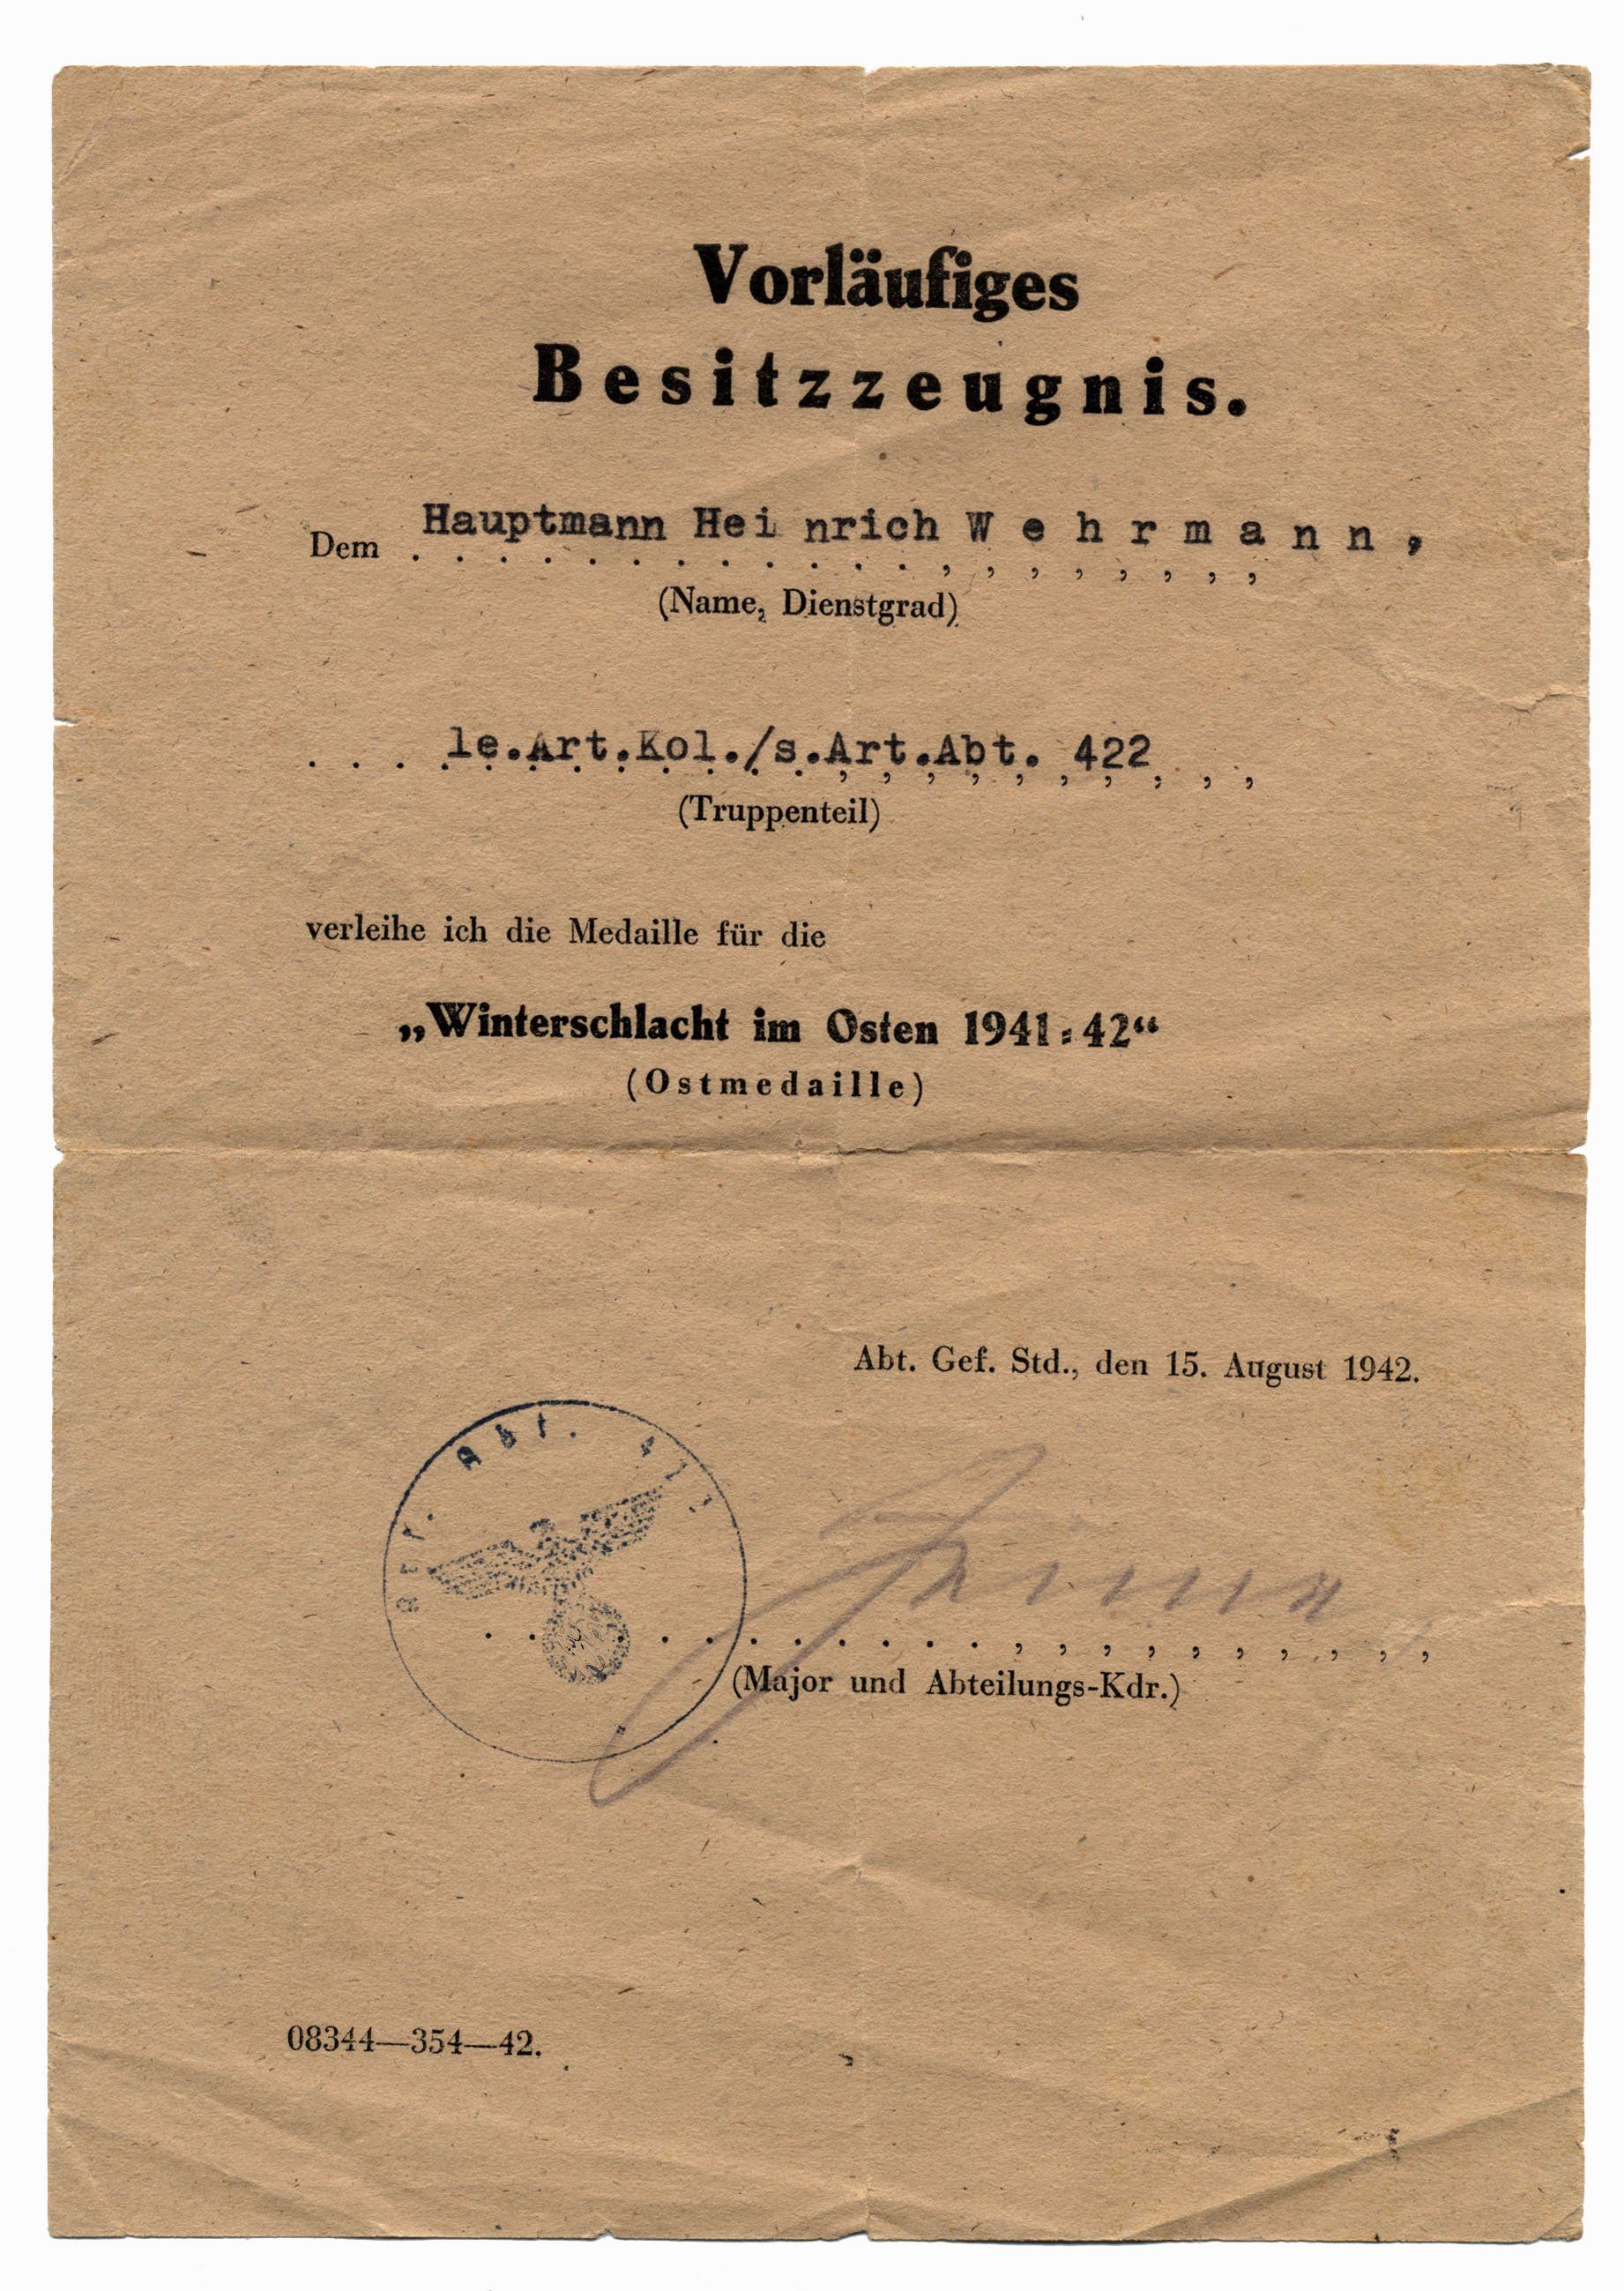 Vorläufiges
Besitzzeugnis.
Dem Hauptmann Heinrich Wehrmann,
(Name, Dienstgrad)
le.Art.Kol./s.Art.Abt. 422
(Truppenteil)
verleihe ich die Medaille für die
„Winterschlacht im Osten 1941:42“
(Ostmedaille)
Abt. Gef. Std., den 15. August 1942.
Art. Abt.
(Major und Abteilungs-Kdr.)
08344—354—42.